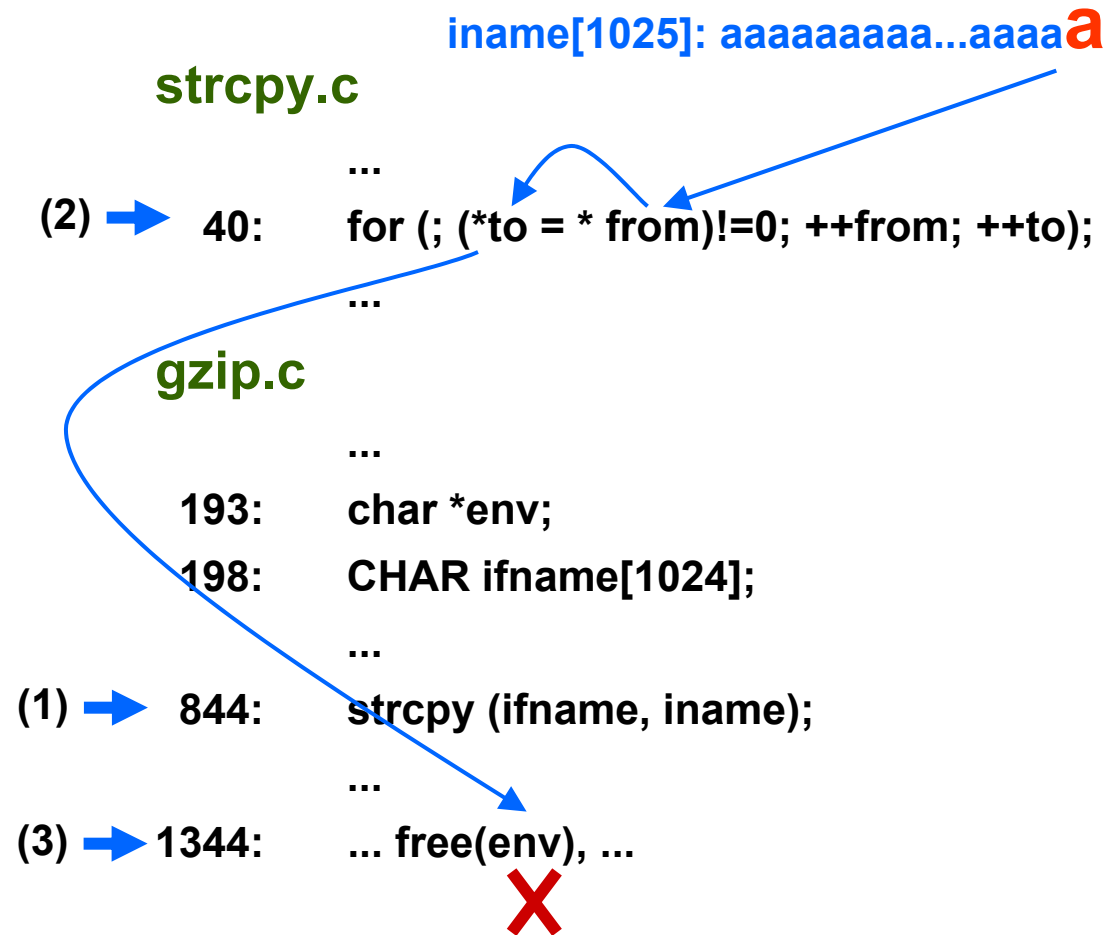 iname[1025]: aaaaaaaaa...aaaaa
strcpy.c
...
(2) 40: for (; (*to = * from)!=0; ++from; ++to);
...
gzip.c
...
193: char *env;
198: CHAR ifname[1024];
...
(1) 844: strcpy (ifname, iname);
...
(3) 1344: ... free(env), ...